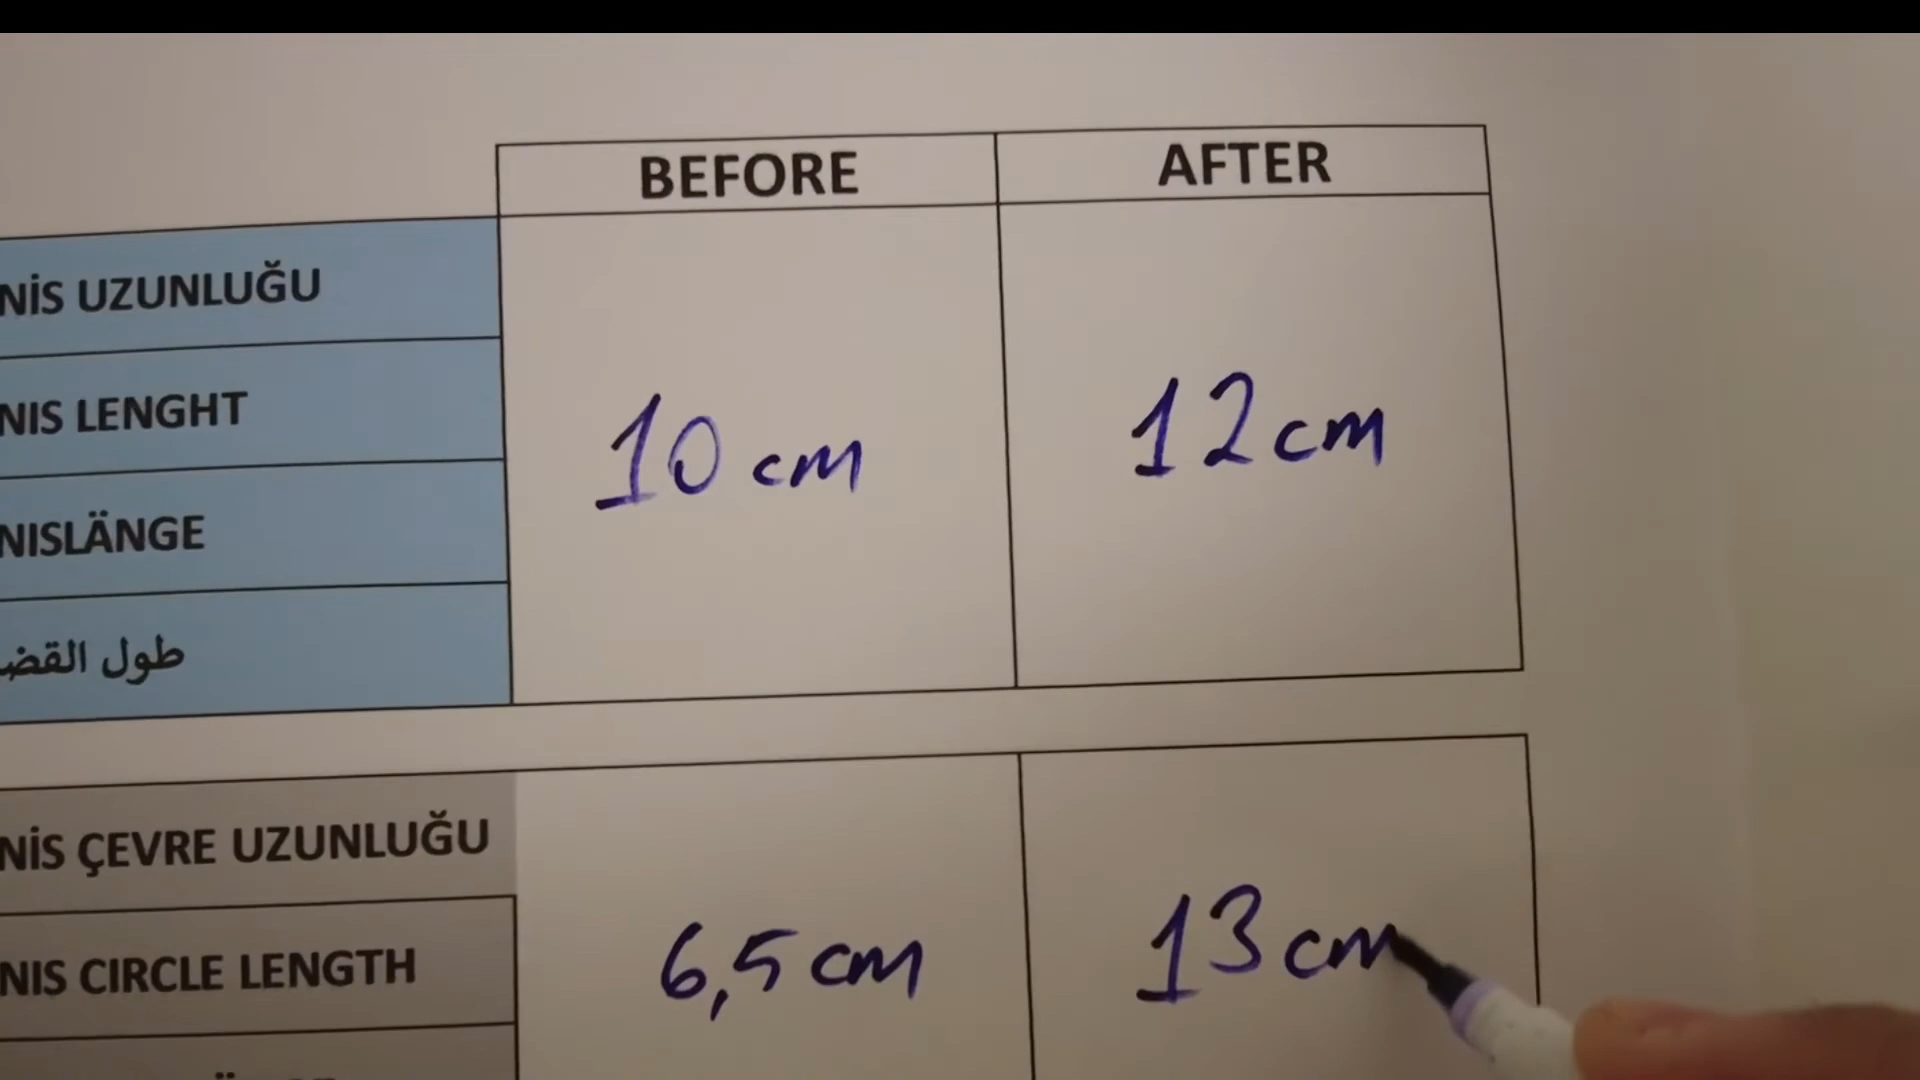 BEFORE AFTER
NİS UZUNLUĞU
NIS LENGHT
NISLÄNGE
طول القض
10 cm 12 cm
NİS ÇEVRE UZUNLUĞU
NIS CIRCLE LENGTH
6,5 cm 13 cm